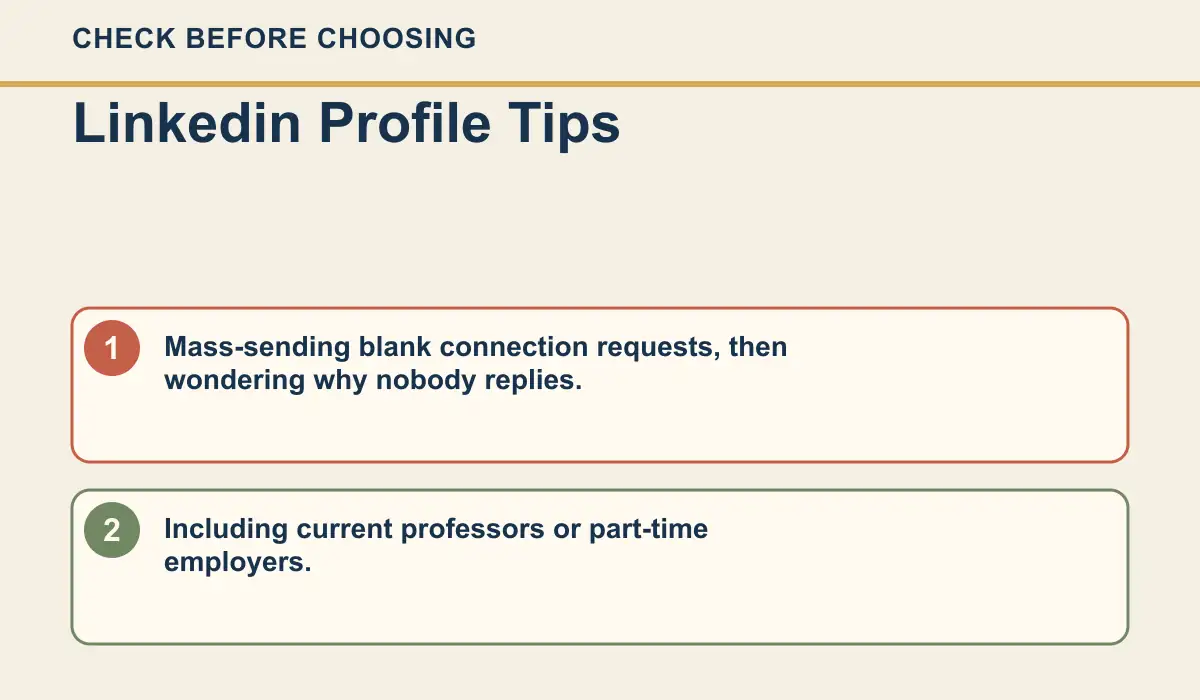 CHECK BEFORE CHOOSING
Linkedin Profile Tips
1
Mass-sending blank connection requests, then
wondering why nobody replies.
2
Including current professors or part-time
employers.